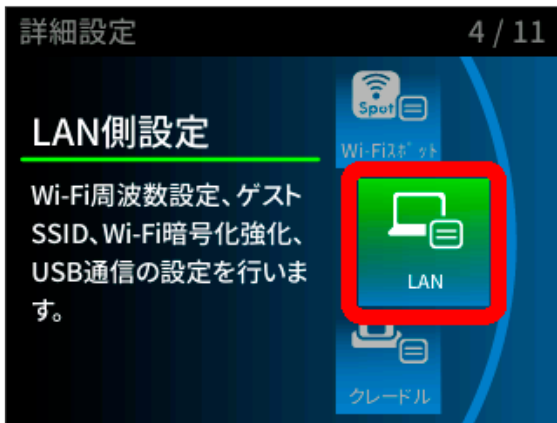 詳細設定
4 / 11
LAN側設定
Wi-Fi周波数設定、ゲスト
SSID、Wi-Fi暗号化強化、
USB通信の設定を行いま
す。
Spot
Wi-Fiスポット
LAN
クレードル